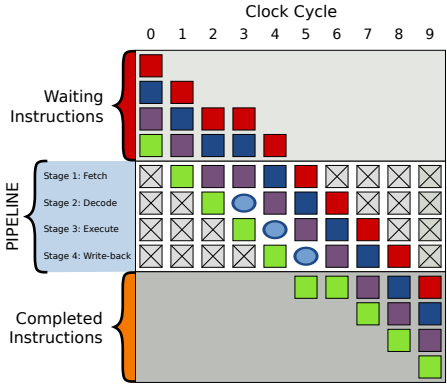 Clock Cycle
0 1 2 3 4 5 6 7 8 9
Waiting
Instructions
PIPELINE
Stage 1: Fetch
Stage 2: Decode
Stage 3: Execute
Stage 4: Write-back
Completed
Instructions